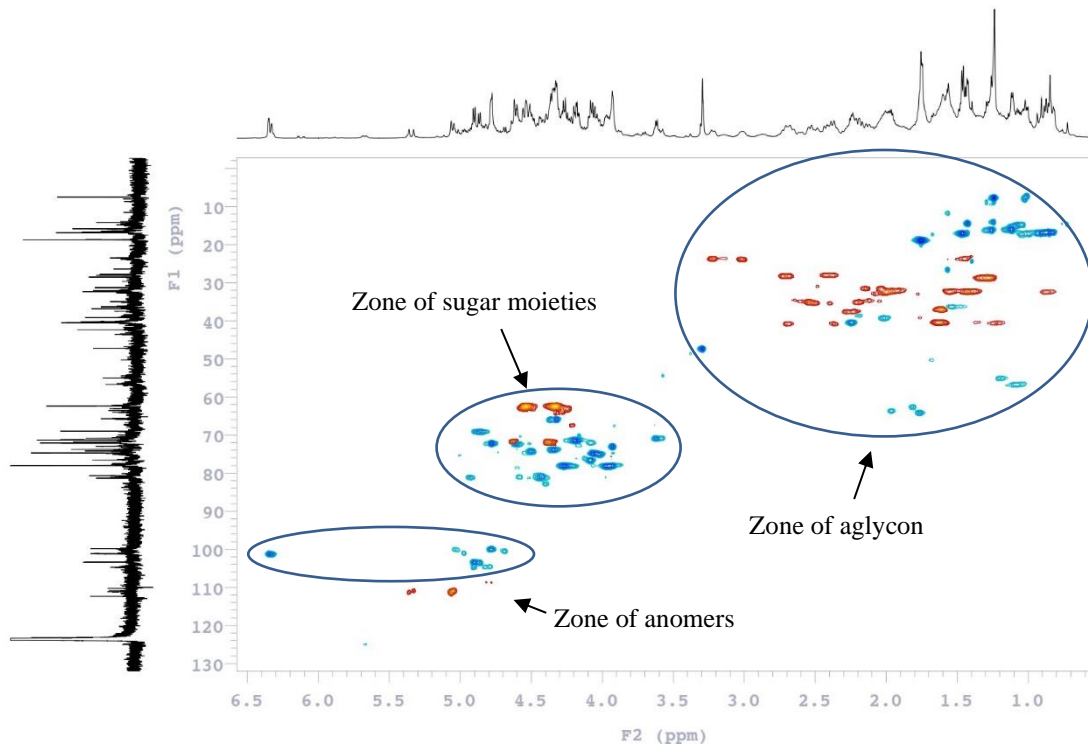 10
20
30
40
50
60
70
80
90
100
110
120
130
F1 (ppm)
Zone of sugar moieties
Zone of aglycon
Zone of anomers
6.5 6.0 5.5 5.0 4.5 4.0 3.5 3.0 2.5 2.0 1.5 1.0
F2 (ppm)